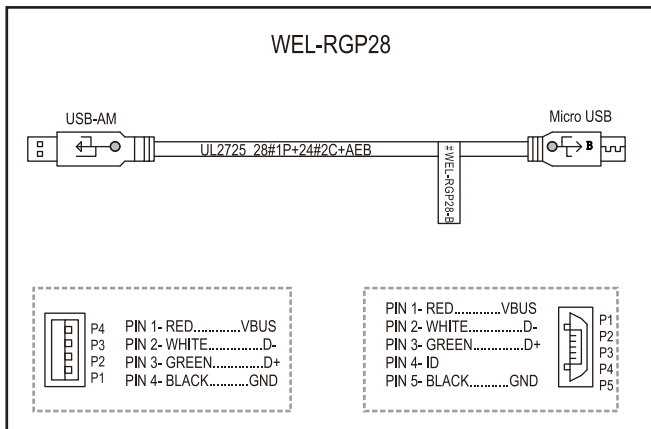 WEL-RGP28
USB-AM
Micro USB
UL2725 28#1P+24#2C+AEB
B
#WEL-RGP28-B
P4
P3
P2
P1
PIN 1- RED............VBUS
PIN 2- WHITE...........D-
PIN 3- GREEN..........D+
PIN 4- BLACK..........GND
PIN 1- RED............VBUS
PIN 2- WHITE...........D-
PIN 3- GREEN..........D+
PIN 4- ID
PIN 5- BLACK..........GND
P1
P2
P3
P4
P5